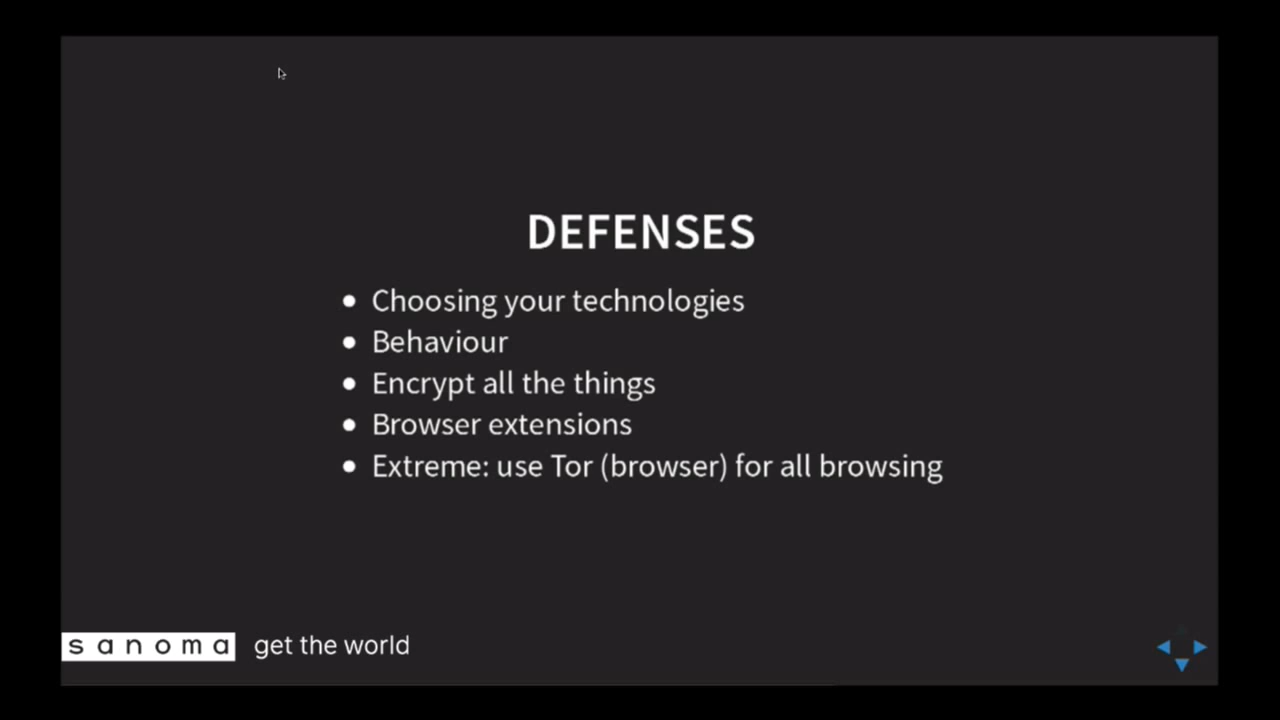 DEFENSES
Choosing your technologies
Behaviour
Encrypt all the things
Browser extensions
Extreme: use Tor (browser) for all browsing
sanoma get the world